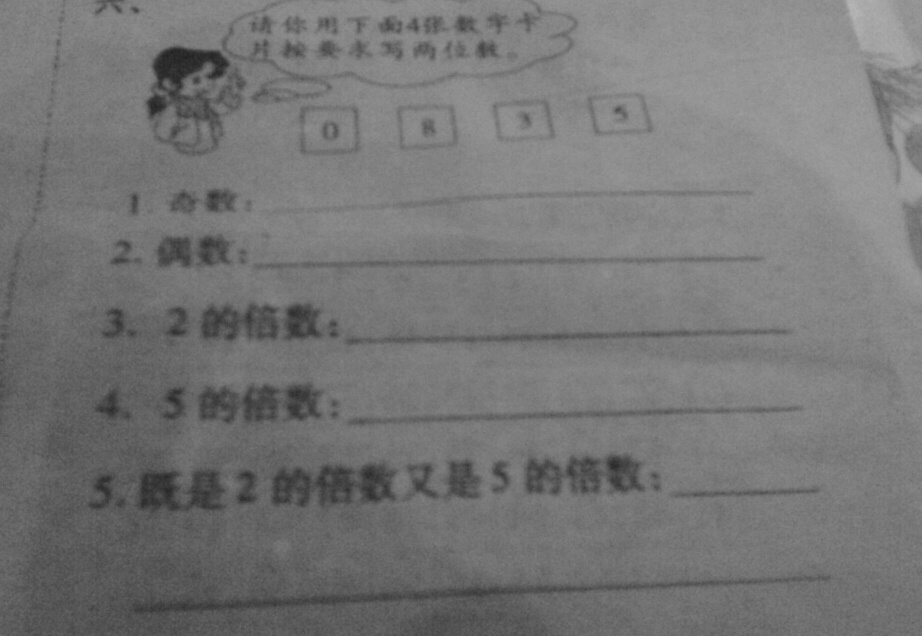 六、
请你用下面4张数字卡
片按要求写两位数。
0 8 3 5
1. 奇数：
2. 偶数：
3. 2 的倍数：
4. 5 的倍数：
5. 既是 2 的倍数又是 5 的倍数：